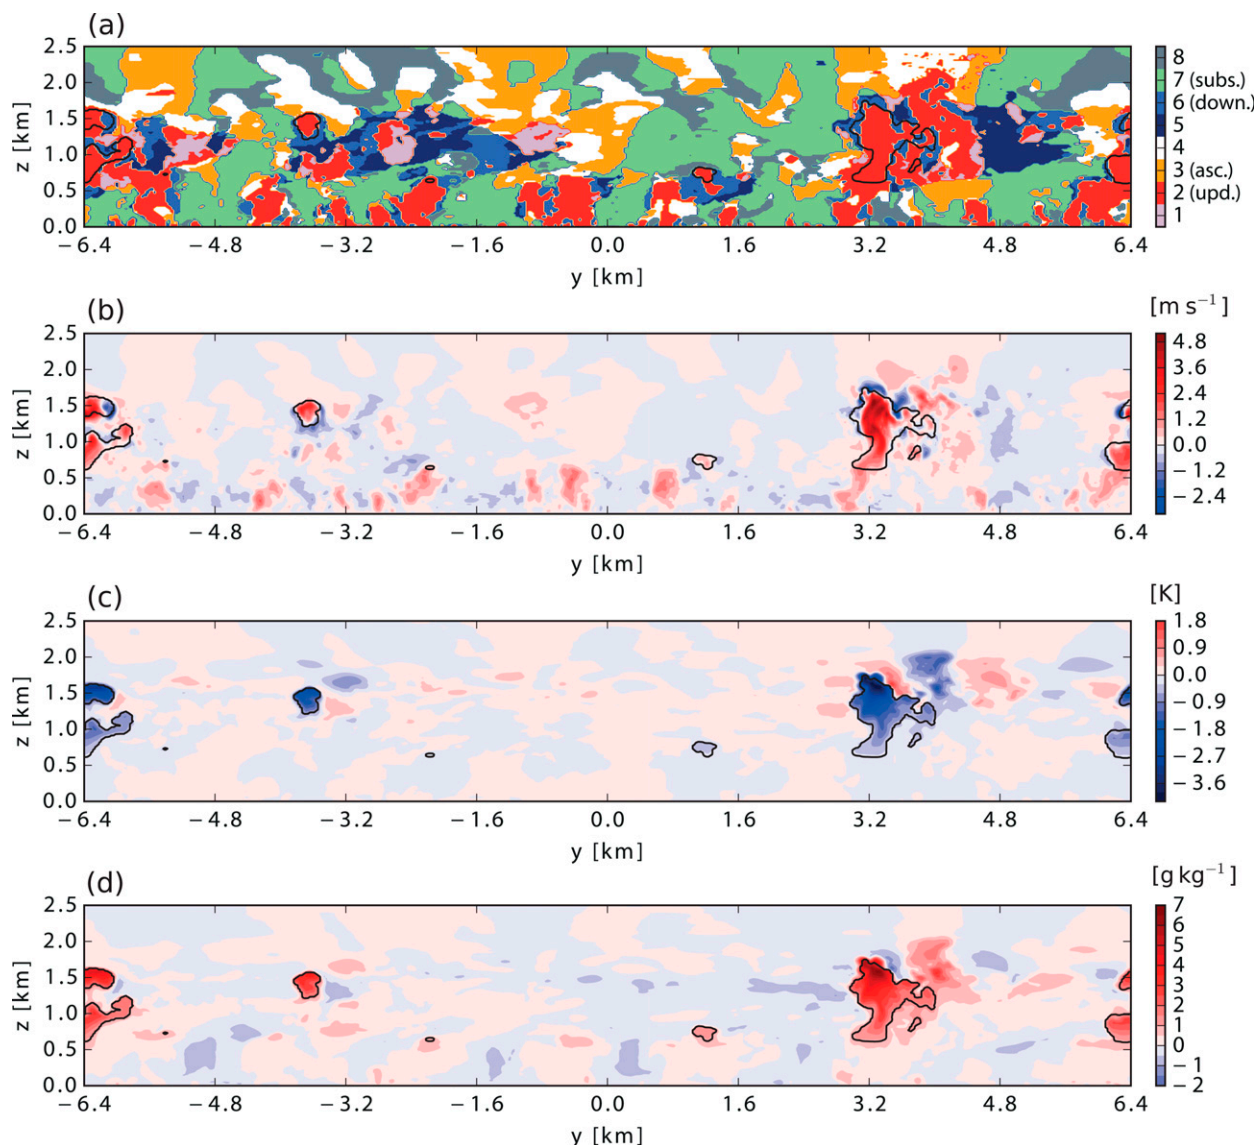 (a)
2.5
2.0
1.5
1.0
0.5
0.0
z [km]
−6.4 −4.8 −3.2 −1.6 0.0 1.6 3.2 4.8 6.4
y [km]
8
7 (subs.)
6 (down.)
5
4
3 (asc.)
2 (upd.)
1
(b)
[m s⁻¹]
2.5
2.0
1.5
1.0
0.5
0.0
z [km]
−6.4 −4.8 −3.2 −1.6 0.0 1.6 3.2 4.8 6.4
y [km]
4.8
3.6
2.4
1.2
0.0
−1.2
−2.4
(c)
[K]
2.5
2.0
1.5
1.0
0.5
0.0
z [km]
−6.4 −4.8 −3.2 −1.6 0.0 1.6 3.2 4.8 6.4
y [km]
1.8
0.9
0.0
−0.9
−1.8
−2.7
−3.6
(d)
[g kg⁻¹]
2.5
2.0
1.5
1.0
0.5
0.0
z [km]
−6.4 −4.8 −3.2 −1.6 0.0 1.6 3.2 4.8 6.4
y [km]
7
6
5
4
3
2
1
0
−1
−2